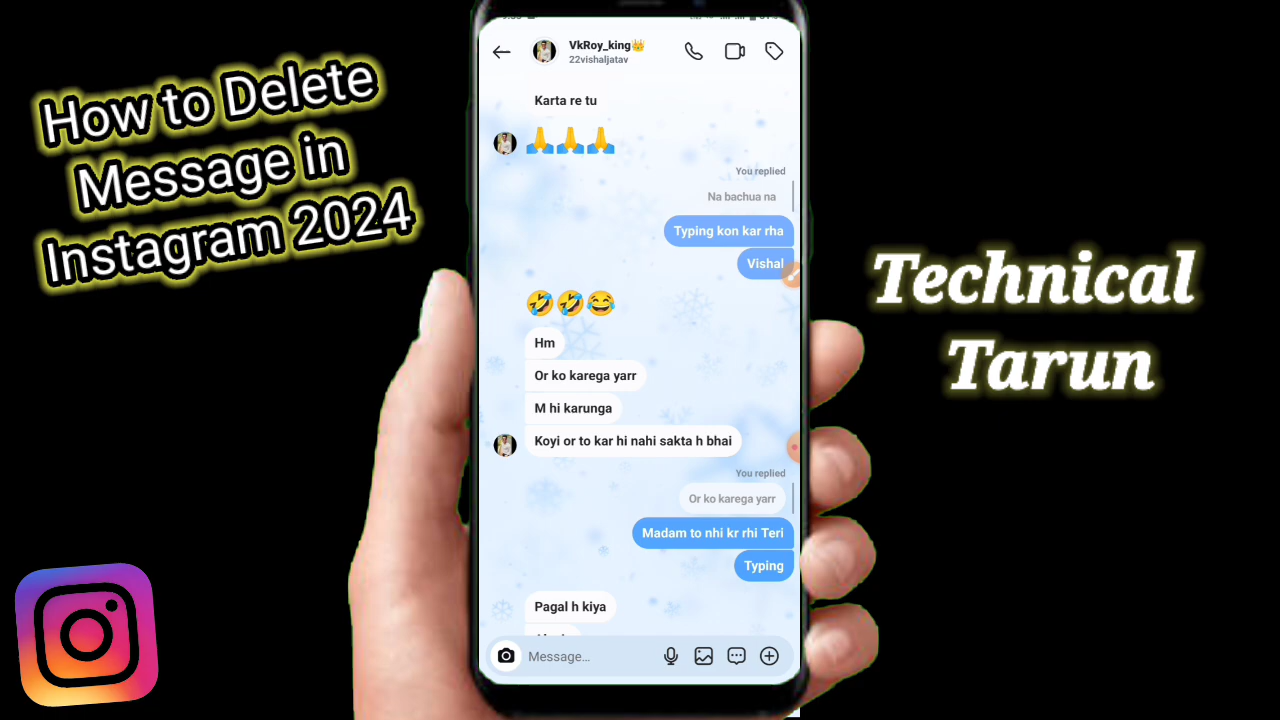 How to Delete
Message in
Instagram 2024
VkRoy_king👑
22vishaljatav
Karta re tu
🙏🙏🙏
You replied
Na bachua na
Typing kon kar rha
Vishal
🤣🤣😂
Hm
Or ko karega yarr
M hi karunga
Koyi or to kar hi nahi sakta h bhai
You replied
Or ko karega yarr
Madam to nhi kr rhi Teri
Typing
Pagal h kiya
Message...
Technical
Tarun